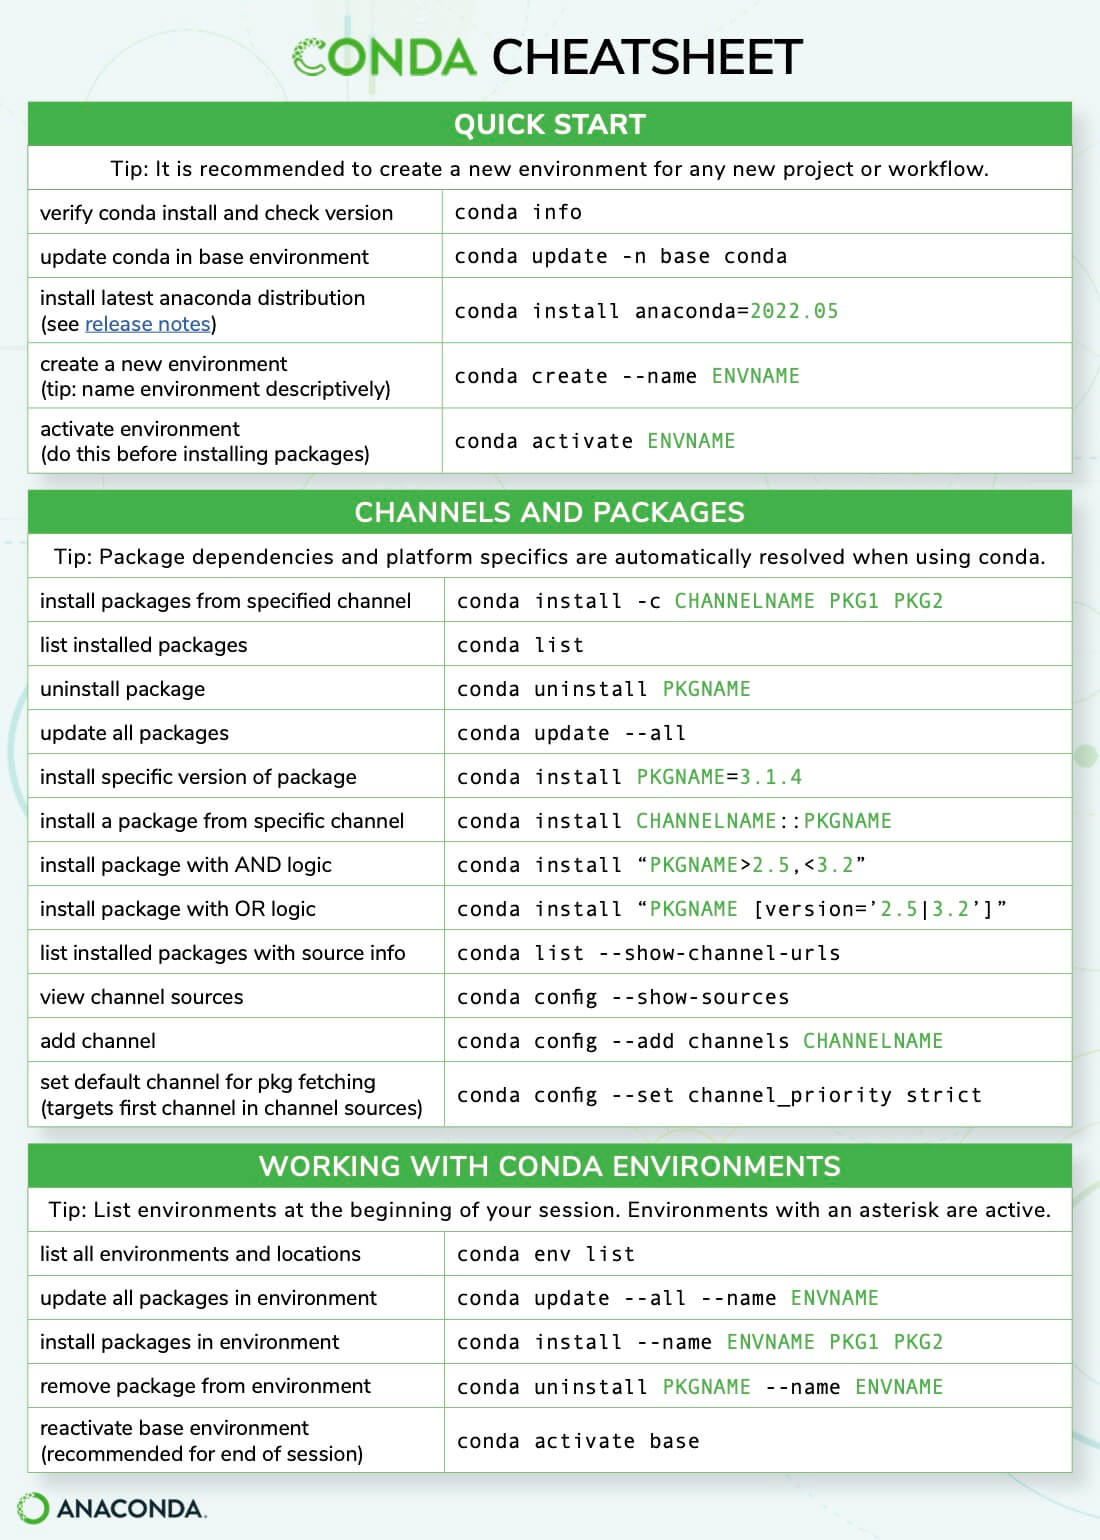 CONDA CHEATSHEET
QUICK START
Tip: It is recommended to create a new environment for any new project or workflow.
verify conda install and check version conda info
update conda in base environment conda update -n base conda
install latest anaconda distribution
(see release notes) conda install anaconda=2022.05
create a new environment
(tip: name environment descriptively) conda create --name ENVNAME
activate environment
(do this before installing packages) conda activate ENVNAME
CHANNELS AND PACKAGES
Tip: Package dependencies and platform specifics are automatically resolved when using conda.
install packages from specified channel conda install -c CHANNELNAME PKG1 PKG2
list installed packages conda list
uninstall package conda uninstall PKGNAME
update all packages conda update --all
install specific version of package conda install PKGNAME=3.1.4
install a package from specific channel conda install CHANNELNAME::PKGNAME
install package with AND logic conda install “PKGNAME>2.5,<3.2”
install package with OR logic conda install “PKGNAME [version=’2.5|3.2’]”
list installed packages with source info conda list --show-channel-urls
view channel sources conda config --show-sources
add channel conda config --add channels CHANNELNAME
set default channel for pkg fetching
(targets first channel in channel sources) conda config --set channel_priority strict
WORKING WITH CONDA ENVIRONMENTS
Tip: List environments at the beginning of your session. Environments with an asterisk are active.
list all environments and locations conda env list
update all packages in environment conda update --all --name ENVNAME
install packages in environment conda install --name ENVNAME PKG1 PKG2
remove package from environment conda uninstall PKGNAME --name ENVNAME
reactivate base environment
(recommended for end of session) conda activate base
ANACONDA.